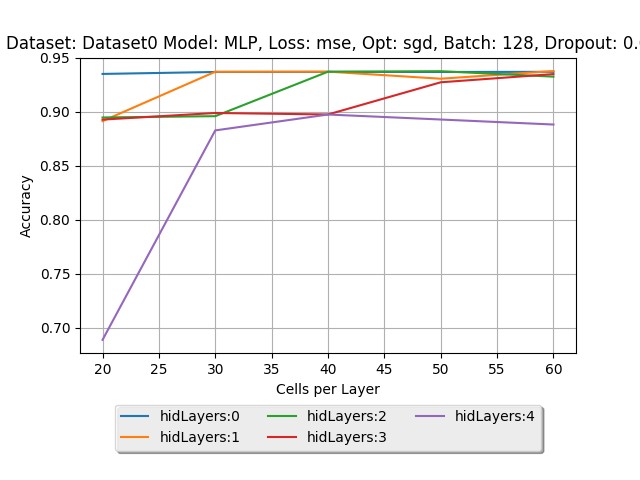 Dataset: Dataset0 Model: MLP, Loss: mse, Opt: sgd, Batch: 128, Dropout: 0.
0.95
0.90
0.85
0.80
0.75
0.70
Accuracy
20 25 30 35 40 45 50 55 60
Cells per Layer
hidLayers:0 hidLayers:2 hidLayers:4
hidLayers:1 hidLayers:3